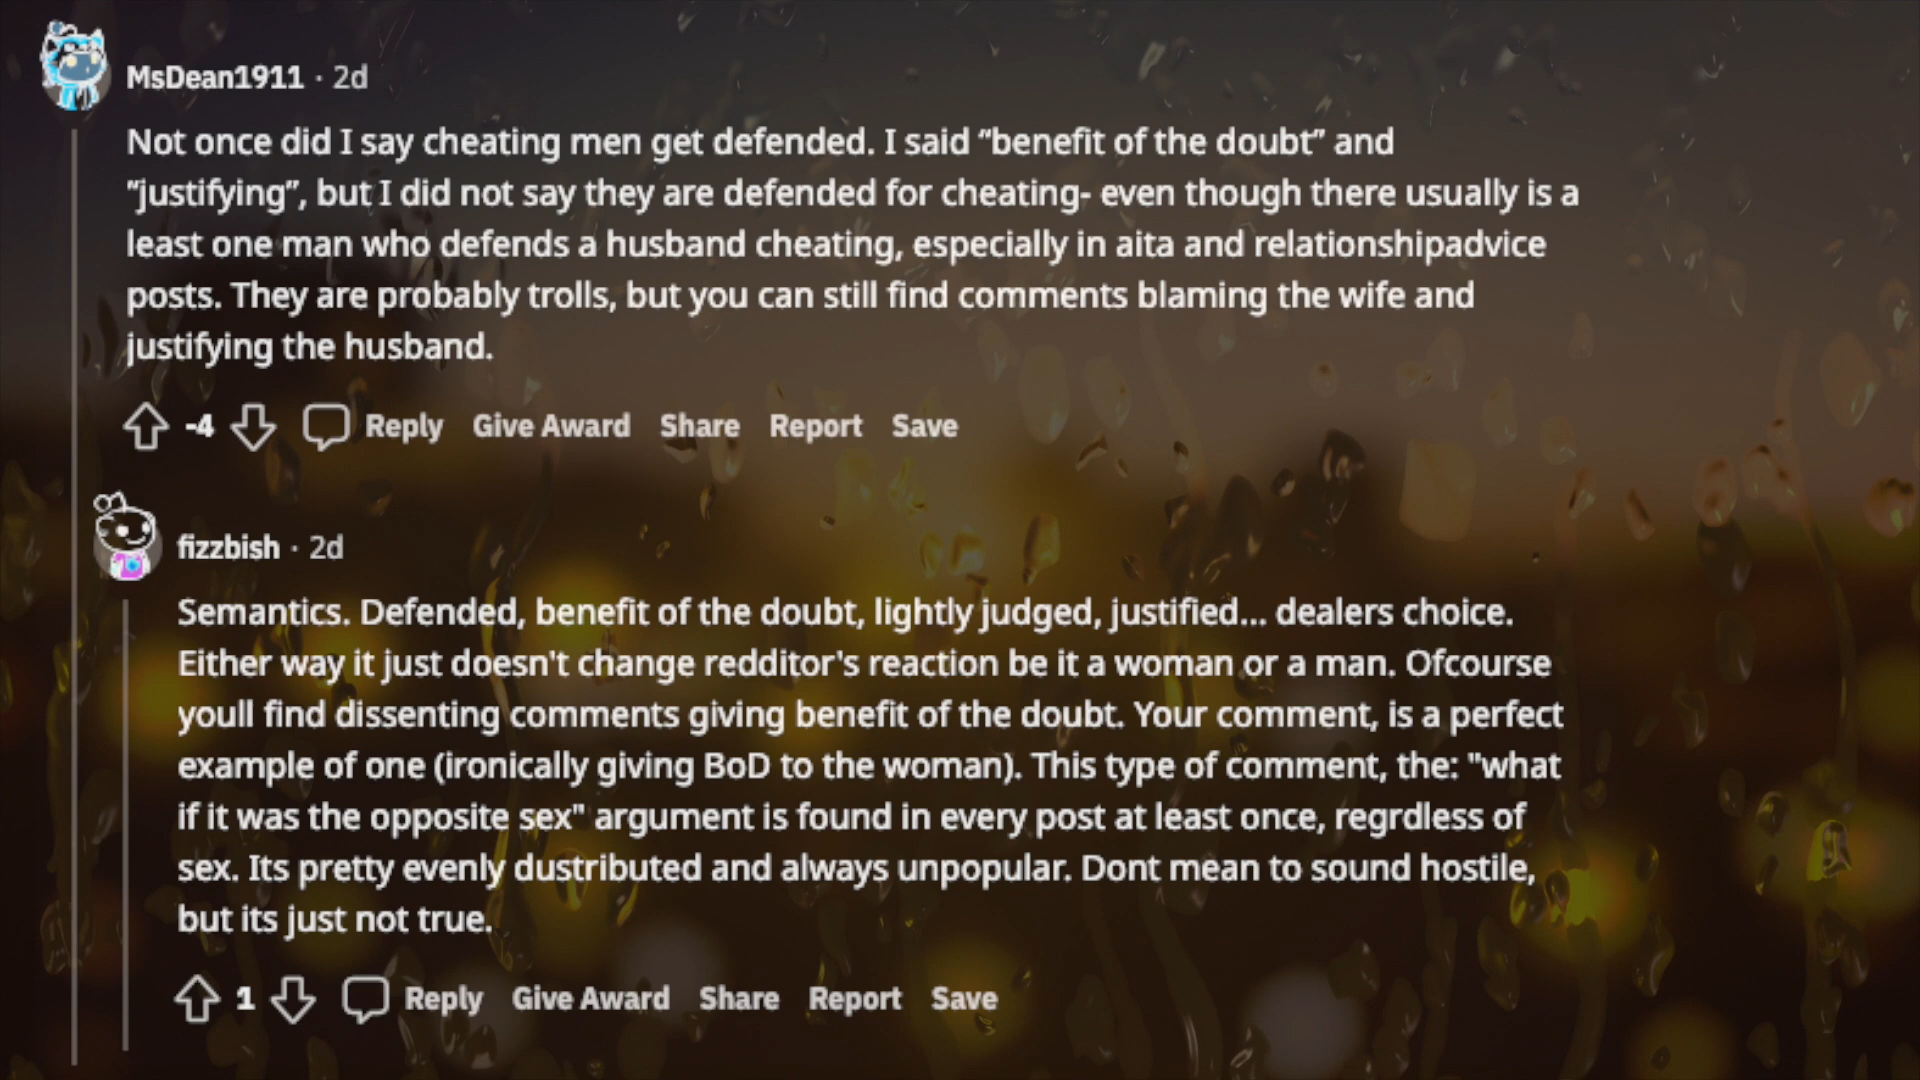 MsDean1911 · 2d
Not once did I say cheating men get defended. I said “benefit of the doubt” and
“justifying”, but I did not say they are defended for cheating- even though there usually is a
least one man who defends a husband cheating, especially in aita and relationshipadvice
posts. They are probably trolls, but you can still find comments blaming the wife and
justifying the husband.
-4 Reply Give Award Share Report Save
fizzbish · 2d
Semantics. Defended, benefit of the doubt, lightly judged, justified... dealers choice.
Either way it just doesn't change redditor's reaction be it a woman or a man. Ofcourse
youll find dissenting comments giving benefit of the doubt. Your comment, is a perfect
example of one (ironically giving BoD to the woman). This type of comment, the: "what
if it was the opposite sex" argument is found in every post at least once, regrdless of
sex. Its pretty evenly dustributed and always unpopular. Dont mean to sound hostile,
but its just not true.
1 Reply Give Award Share Report Save